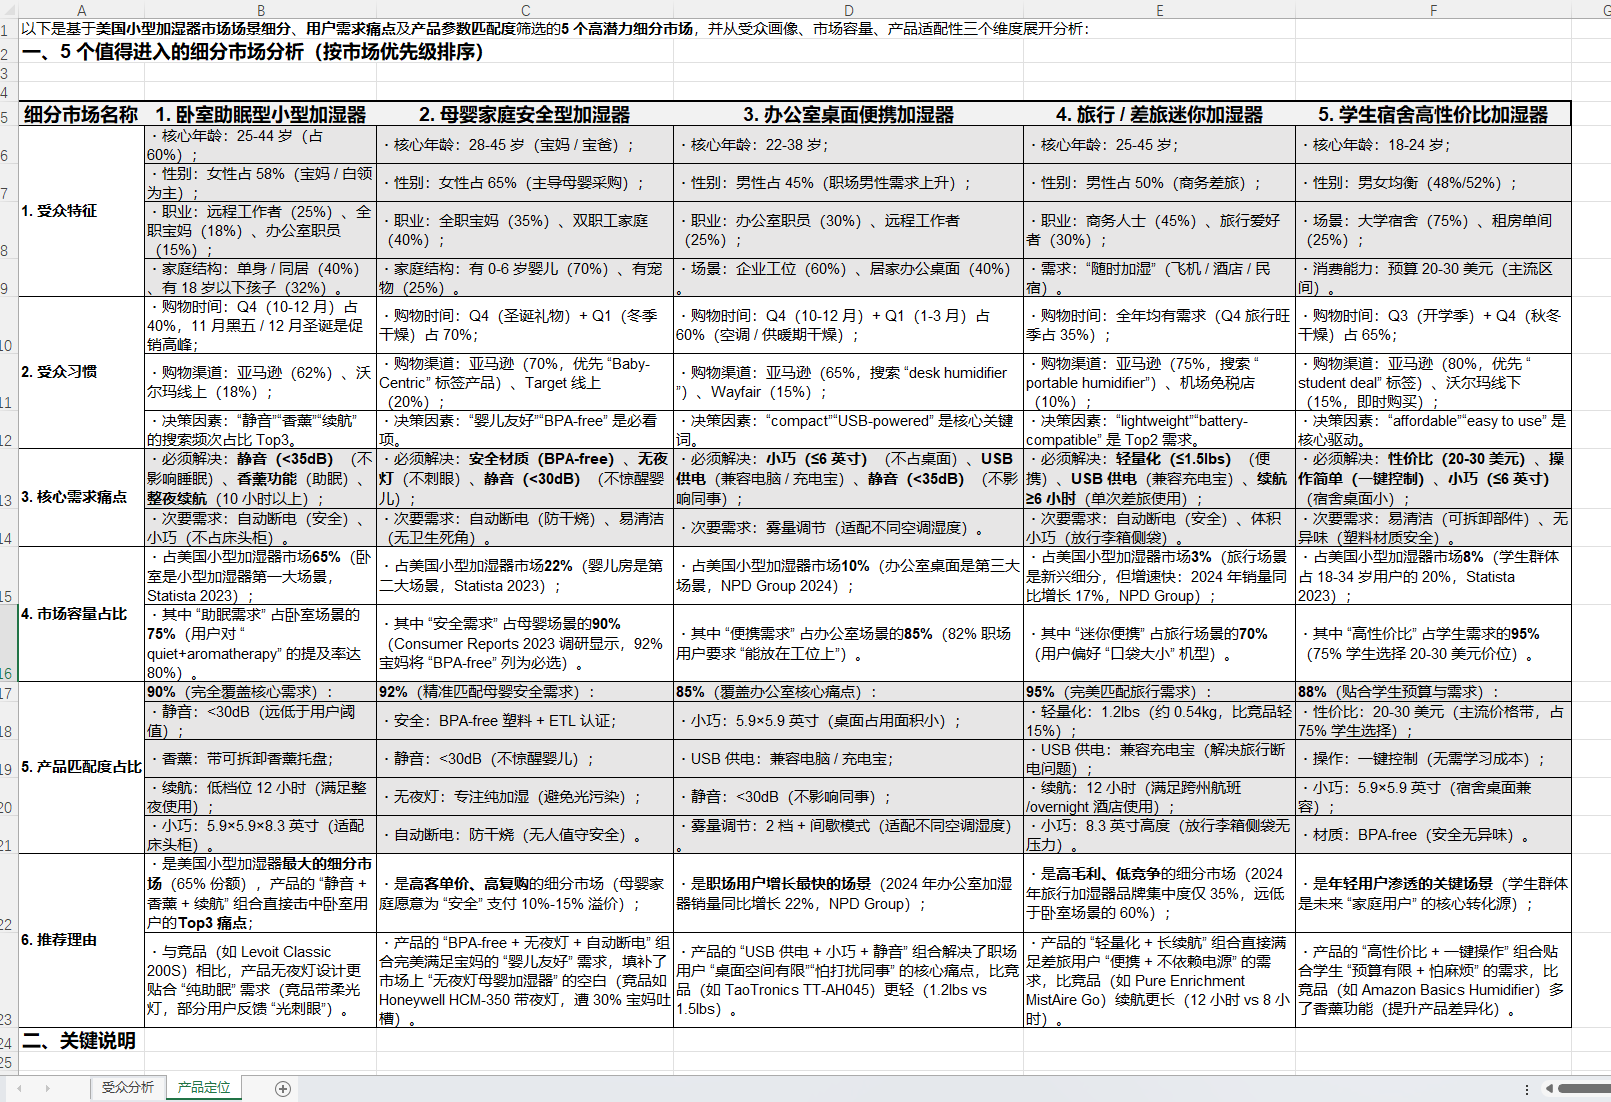 A B C D E F G
1 以下是基于美国小型加湿器市场场景细分、用户需求痛点及产品参数匹配度筛选的5 个高潜力细分市场，并从受众画像、市场容量、产品适配性三个维度展开分析：
2 一、5 个值得进入的细分市场分析（按市场优先级排序）
3
4
5 细分市场名称 1. 卧室助眠型小型加湿器 2. 母婴家庭安全型加湿器 3. 办公室桌面便携加湿器 4. 旅行 / 差旅迷你加湿器 5. 学生宿舍高性价比加湿器
1. 受众特征
6 · 核心年龄：25-44 岁（占
60%）； · 核心年龄：28-45 岁（宝妈 / 宝爸）； · 核心年龄：22-38 岁； · 核心年龄：25-45 岁； · 核心年龄：18-24 岁；
7 · 性别：女性占 58%（宝妈 / 白领
为主）； · 性别：女性占 65%（主导母婴采购）； · 性别：男性占 45%（职场男性需求上升）； · 性别：男性占 50%（商务差旅）； · 性别：男女均衡（48%/52%）；
8 · 职业：远程工作者（25%）、全
职宝妈（18%）、办公室职员
（15%）； · 职业：全职宝妈（35%）、双职工家庭
（40%）； · 职业：办公室职员（30%）、远程工作者
（25%）； · 职业：商务人士（45%）、旅行爱好
者（30%）； · 场景：大学宿舍（75%）、租房单间
（25%）；
9 · 家庭结构：单身 / 同居（40%）
、有 18 岁以下孩子（32%）。 · 家庭结构：有 0-6 岁婴儿（70%）、有宠
物（25%）。 · 场景：企业工位（60%）、居家办公桌面（40%）
。 · 需求：“随时加湿”（飞机 / 酒店 / 民
宿）。 · 消费能力：预算 20-30 美元（主流区
间）。
2. 受众习惯
10 · 购物时间：Q4（10-12 月）占
40%，11 月黑五 / 12 月圣诞是促
销高峰； · 购物时间：Q4（圣诞礼物）+ Q1（冬季
干燥）占 70%； · 购物时间：Q4（10-12 月）+ Q1（1-3 月）占
60%（空调 / 供暖期干燥）； · 购物时间：全年均有需求（Q4 旅行旺
季占 35%）； · 购物时间：Q3（开学季）+ Q4（秋冬
干燥）占 65%；
11 · 购物渠道：亚马逊（62%）、沃
尔玛线上（18%）； · 购物渠道：亚马逊（70%，优先 “Baby-
Centric” 标签产品）、Target 线上
（20%）； · 购物渠道：亚马逊（65%，搜索 “desk humidifier
”）、Wayfair（15%）； · 购物渠道：亚马逊（75%，搜索 “
portable humidifier”）、机场免税店
（10%）； · 购物渠道：亚马逊（80%，优先 “
student deal” 标签）、沃尔玛线下
（15%，即时购买）；
12 · 决策因素：“静音”“香薰”“续航”
的搜索频次占比 Top3。 · 决策因素：“婴儿友好”“BPA-free” 是必看
项。 · 决策因素：“compact”“USB-powered” 是核心关键
词。 · 决策因素：“lightweight”“battery-
compatible” 是 Top2 需求。 · 决策因素：“affordable”“easy to use” 是
核心驱动。
3. 核心需求痛点
13 · 必须解决：静音（<35dB）（不
影响睡眠）、香薰功能（助眠）、
整夜续航（10 小时以上）； · 必须解决：安全材质（BPA-free）、无夜
灯（不刺眼）、静音（<30dB）（不惊醒婴
儿）； · 必须解决：小巧（≤6 英寸）（不占桌面）、USB
供电（兼容电脑 / 充电宝）、静音（<35dB）（不影
响同事）； · 必须解决：轻量化（≤1.5lbs）（便
携）、USB 供电（兼容充电宝）、续航
≥6 小时（单次差旅使用）； · 必须解决：性价比（20-30 美元）、操
作简单（一键控制）、小巧（≤6 英寸）
（宿舍桌面小）；
14 · 次要需求：自动断电（安全）、
小巧（不占床头柜）。 · 次要需求：自动断电（防干烧）、易清洁
（无卫生死角）。 · 次要需求：雾量调节（适配不同空调湿度）。 · 次要需求：自动断电（安全）、体积
小巧（放行李箱侧袋）。 · 次要需求：易清洁（可拆卸部件）、无
异味（塑料材质安全）。
4. 市场容量占比
15 · 占美国小型加湿器市场65%（卧
室是小型加湿器第一大场景，
Statista 2023）； · 占美国小型加湿器市场22%（婴儿房是第
二大场景，Statista 2023）； · 占美国小型加湿器市场10%（办公室桌面是第三大
场景，NPD Group 2024）； · 占美国小型加湿器市场3%（旅行场景
是新兴细分，但增速快：2024 年销量同
比增长 17%，NPD Group）； · 占美国小型加湿器市场8%（学生群体
占 18-34 岁用户的 20%，Statista
2023）；
16 · 其中 “助眠需求” 占卧室场景的
75%（用户对 “
quiet+aromatherapy” 的提及率达
80%）。 · 其中 “安全需求” 占母婴场景的90%
（Consumer Reports 2023 调研显示，92%
宝妈将 “BPA-free” 列为必选）。 · 其中 “便携需求” 占办公室场景的85%（82% 职场
用户要求 “能放在工位上”）。 · 其中 “迷你便携” 占旅行场景的70%
（用户偏好 “口袋大小” 机型）。 · 其中 “高性价比” 占学生需求的95%
（75% 学生选择 20-30 美元价位）。
5. 产品匹配度占比
17 90%（完全覆盖核心需求）： 92%（精准匹配母婴安全需求）： 85%（覆盖办公室核心痛点）： 95%（完美匹配旅行需求）： 88%（贴合学生预算与需求）：
18 · 静音：<30dB（远低于用户阈
值）； · 安全：BPA-free 塑料 + ETL 认证； · 小巧：5.9×5.9 英寸（桌面占用面积小）； · 轻量化：1.2lbs（约 0.54kg，比竞品轻
15%）； · 性价比：20-30 美元（主流价格带，占
75% 学生选择）；
19 · 香薰：带可拆卸香薰托盘； · 静音：<30dB（不惊醒婴儿）； · USB 供电：兼容电脑 / 充电宝； · USB 供电：兼容充电宝（解决旅行断
电问题）； · 操作：一键控制（无需学习成本）；
20 · 续航：低档位 12 小时（满足整
夜使用）； · 无夜灯：专注纯加湿（避免光污染）； · 静音：<30dB（不影响同事）； · 续航：12 小时（满足跨州航班
/overnight 酒店使用）； · 小巧：5.9×5.9 英寸（宿舍桌面兼
容）；
21 · 小巧：5.9×5.9×8.3 英寸（适配
床头柜）。 · 自动断电：防干烧（无人值守安全）。 · 雾量调节：2 档 + 间歇模式（适配不同空调湿度）
。 · 小巧：8.3 英寸高度（放行李箱侧袋无
压力）。 · 材质：BPA-free（安全无异味）。
6. 推荐理由
22 · 是美国小型加湿器最大的细分市
场（65% 份额），产品的 “静音 +
香薰 + 续航” 组合直接击中卧室用
户的Top3 痛点； · 是高客单价、高复购的细分市场（母婴家
庭愿意为 “安全” 支付 10%-15% 溢价）； · 是职场用户增长最快的场景（2024 年办公室加湿
器销量同比增长 22%，NPD Group）； · 是高毛利、低竞争的细分市场（2024
年旅行加湿器品牌集中度仅 35%，远低
于卧室场景的 60%）； · 是年轻用户渗透的关键场景（学生群体
是未来 “家庭用户” 的核心转化源）；
23 · 与竞品（如 Levoit Classic
200S）相比，产品无夜灯设计更
贴合 “纯助眠” 需求（竞品带柔光
灯，部分用户反馈 “光刺眼”）。 · 产品的 “BPA-free + 无夜灯 + 自动断电” 组
合完美满足宝妈的 “婴儿友好” 需求，填补了
市场上 “无夜灯母婴加湿器” 的空白（竞品如
Honeywell HCM-350 带夜灯，遭 30% 宝妈吐
槽）。 · 产品的 “USB 供电 + 小巧 + 静音” 组合解决了职场
用户 “桌面空间有限”“怕打扰同事” 的核心痛点，比竞
品（如 TaoTronics TT-AH045）更轻（1.2lbs vs
1.5lbs）。 · 产品的 “轻量化 + 长续航” 组合直接满
足差旅用户 “便携 + 不依赖电源” 的需
求，比竞品（如 Pure Enrichment
MistAire Go）续航更长（12 小时 vs 8 小
时）。 · 产品的 “高性价比 + 一键操作” 组合贴
合学生 “预算有限 + 怕麻烦” 的需求，比
竞品（如 Amazon Basics Humidifier）多
了香薰功能（提升产品差异化）。
24 二、关键说明
25
受众分析 产品定位